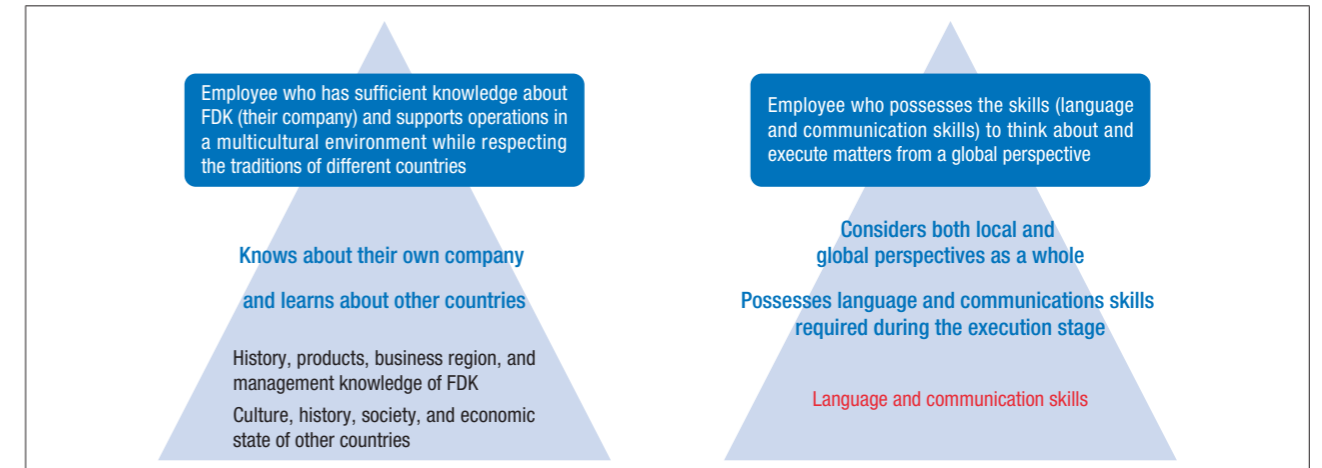 Employee who has sufficient knowledge about
FDK (their company) and supports operations in
a multicultural environment while respecting
the traditions of different countries
Knows about their own company
and learns about other countries
History, products, business region, and
management knowledge of FDK
Culture, history, society, and economic
state of other countries
Employee who possesses the skills (language
and communication skills) to think about and
execute matters from a global perspective
Considers both local and
global perspectives as a whole
Possesses language and communications skills
required during the execution stage
Language and communication skills